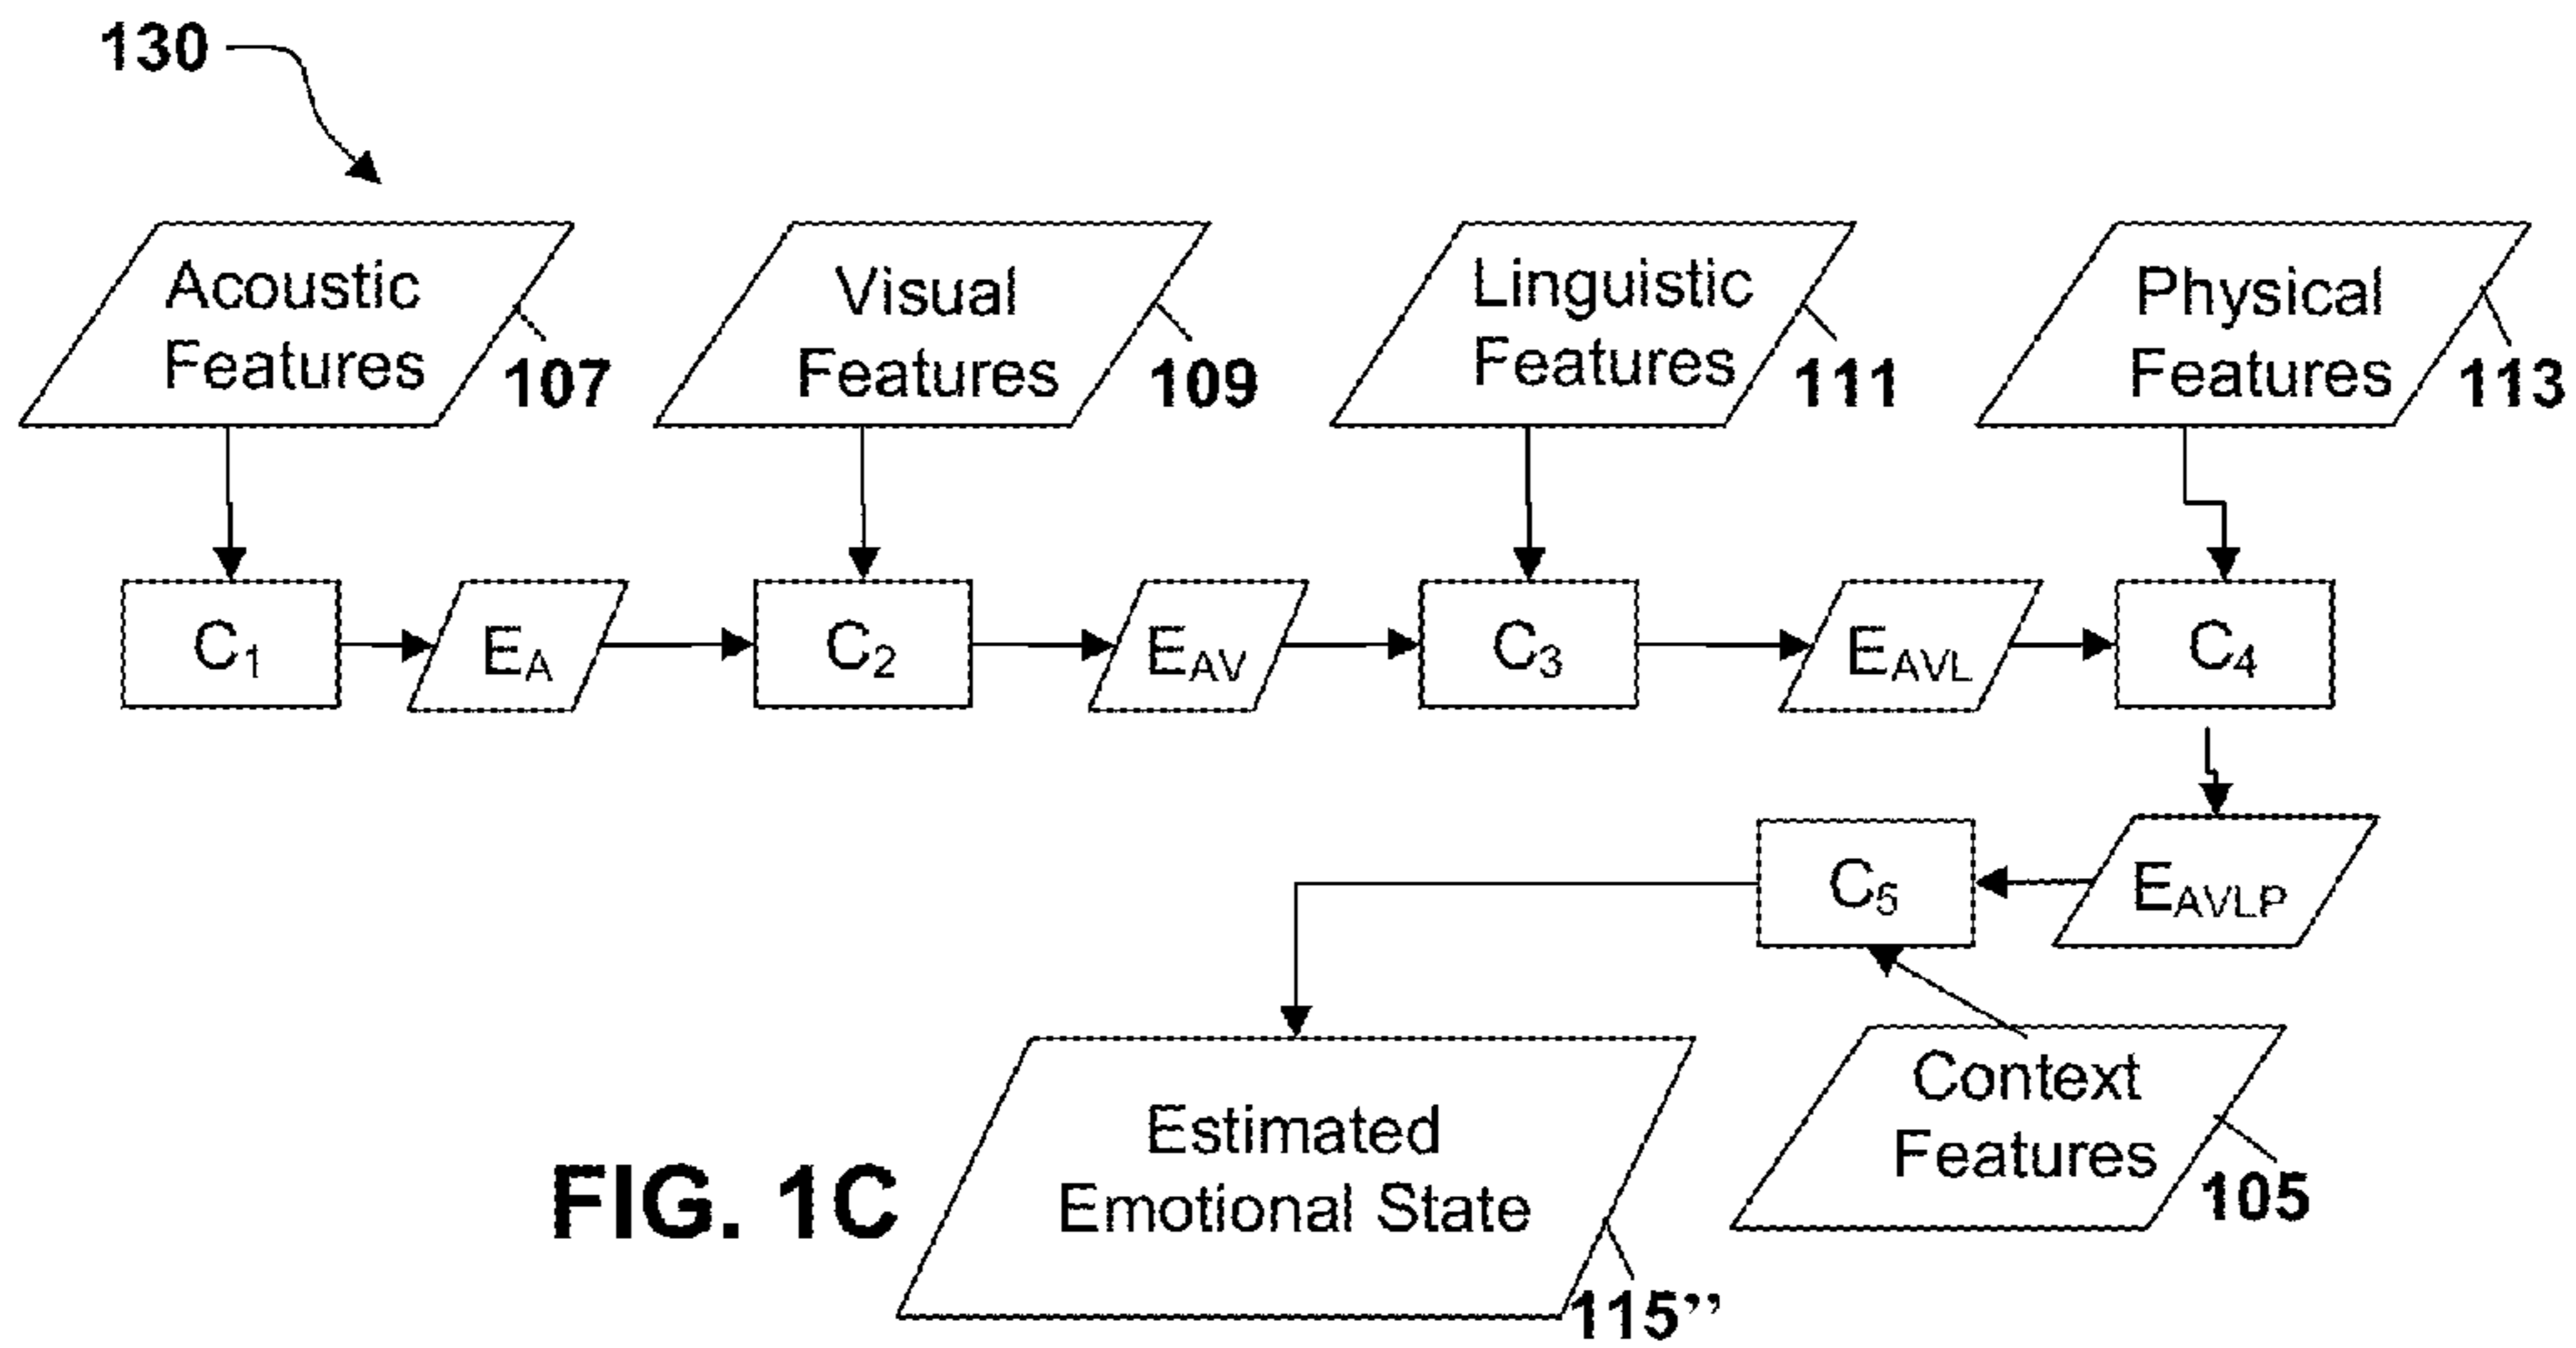 130
Acoustic
Features
107
Visual
Features
109
Linguistic
Features
111
Physical
Features
113
C1
EA
C2
EAV
C3
EAVL
C4
C5
EAVLP
Estimated
Emotional State
115”
Context
Features
105
FIG. 1C